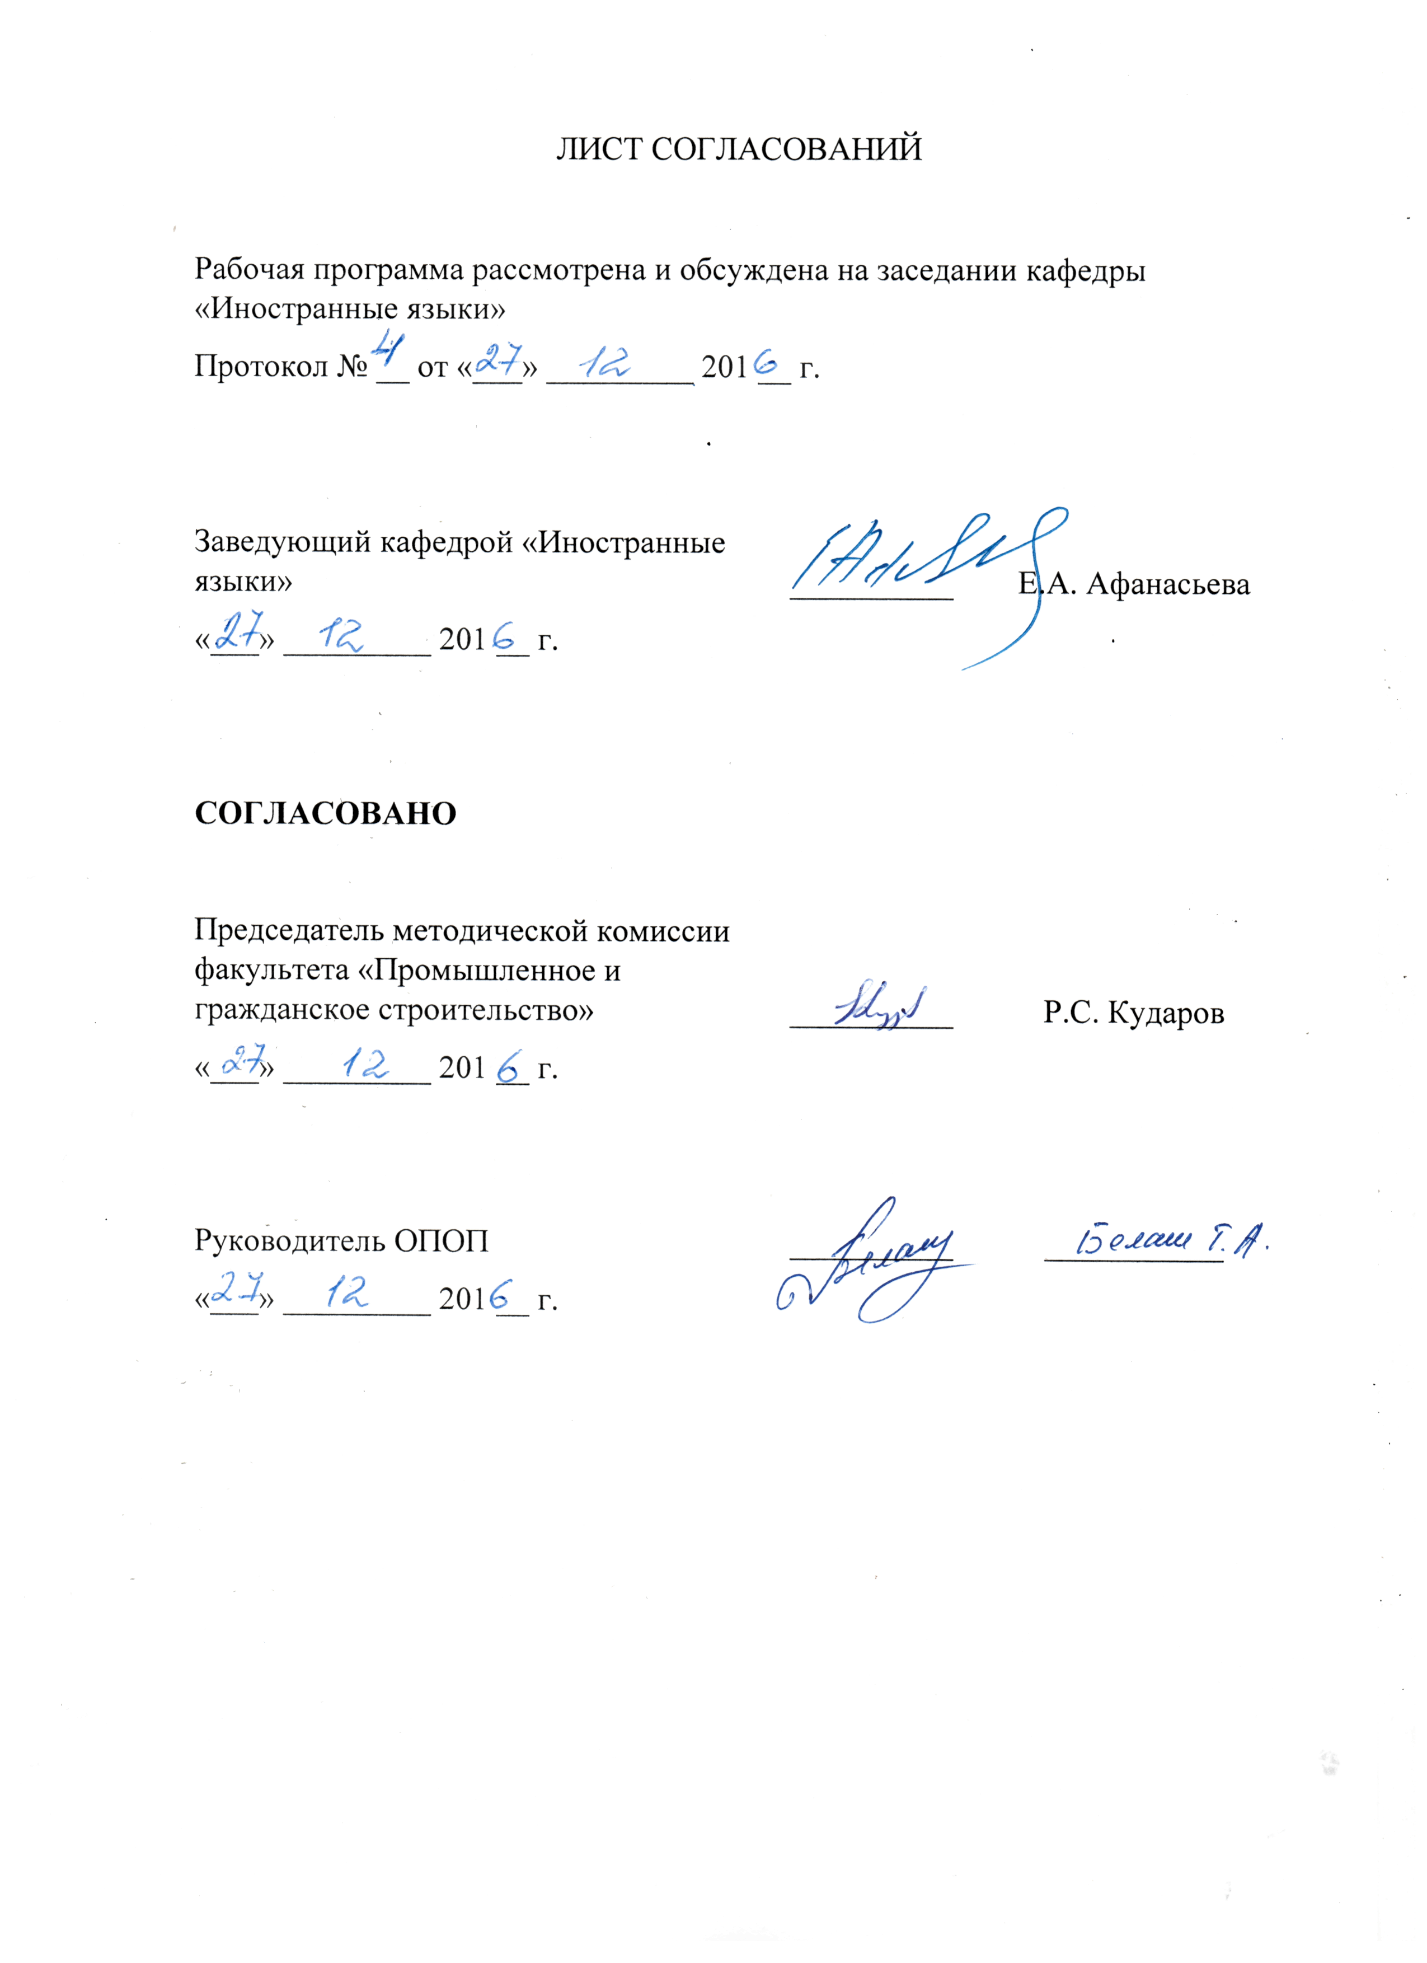 ЛИСТ СОГЛАСОВАНИЙ
Рабочая программа рассмотрена и обсуждена на заседании кафедры
«Иностранные языки»
Протокол № 4 от «27» 12 2016 г.
Заведующий кафедрой «Иностранные
языки» Е.А. Афанасьева
«27» 12 2016 г.
СОГЛАСОВАНО
Председатель методической комиссии
факультета «Промышленное и
гражданское строительство» Р.С. Кударов
«27» 12 2016 г.
Руководитель ОПОП Белаш Т.А.
«27» 12 2016 г.